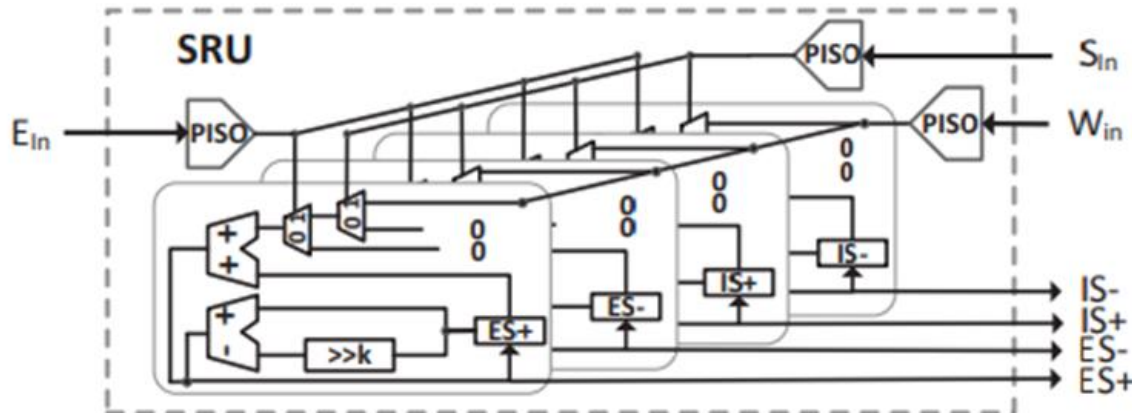 SRU
PISO
S_In
E_In
PISO
PISO
W_in
0
0
0
0
0
0
0
0
0 1
0 1
+
+
IS-
IS+
ES-
ES+
+
-
>>k
IS-
IS+
ES-
ES+